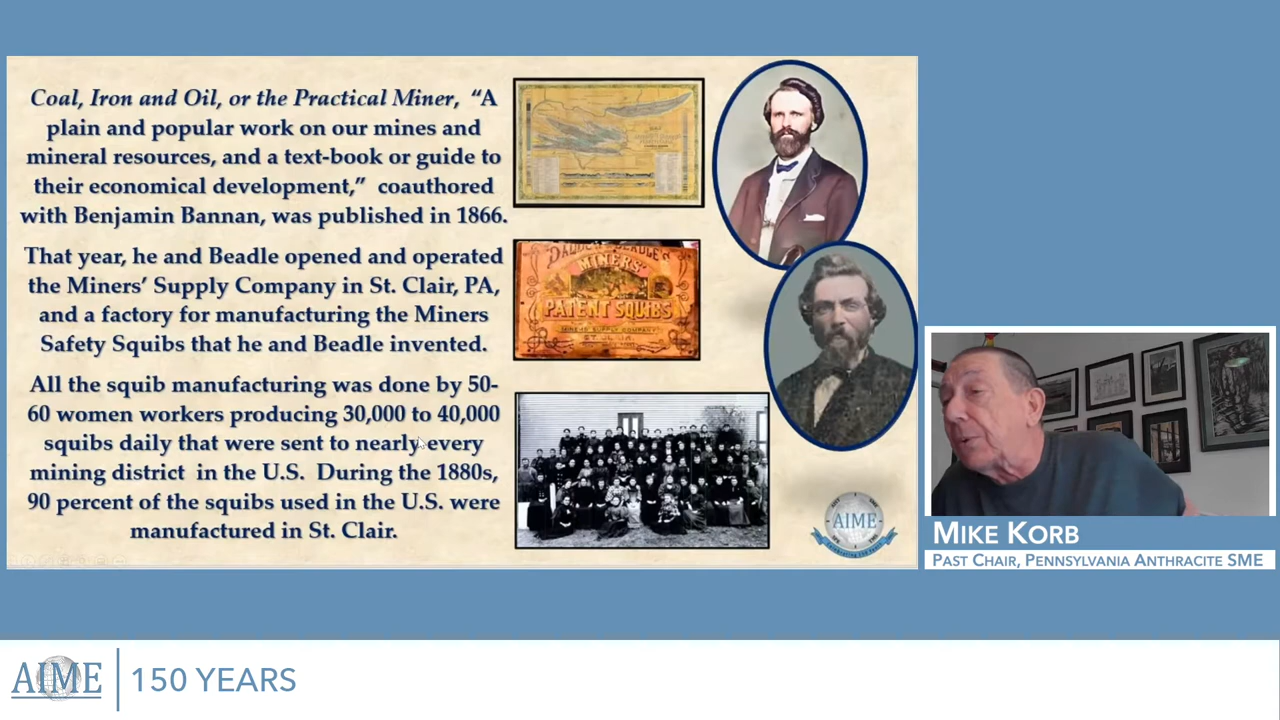 Coal, Iron and Oil, or the Practical Miner, “A
plain and popular work on our mines and
mineral resources, and a text-book or guide to
their economical development,” coauthored
with Benjamin Bannan, was published in 1866.
That year, he and Beadle opened and operated
the Miners’ Supply Company in St. Clair, PA,
and a factory for manufacturing the Miners
Safety Squibs that he and Beadle invented.
All the squib manufacturing was done by 50-
60 women workers producing 30,000 to 40,000
squibs daily that were sent to nearly every
mining district in the U.S. During the 1880s,
90 percent of the squibs used in the U.S. were
manufactured in St. Clair.
MINERS'
PATENT SQUIBS
MINERS SUPPLY COMPANY
ST. CLAIR
AIME
MIKE KORB
PAST CHAIR, PENNSYLVANIA ANTHRACITE SME
AIME
150 YEARS